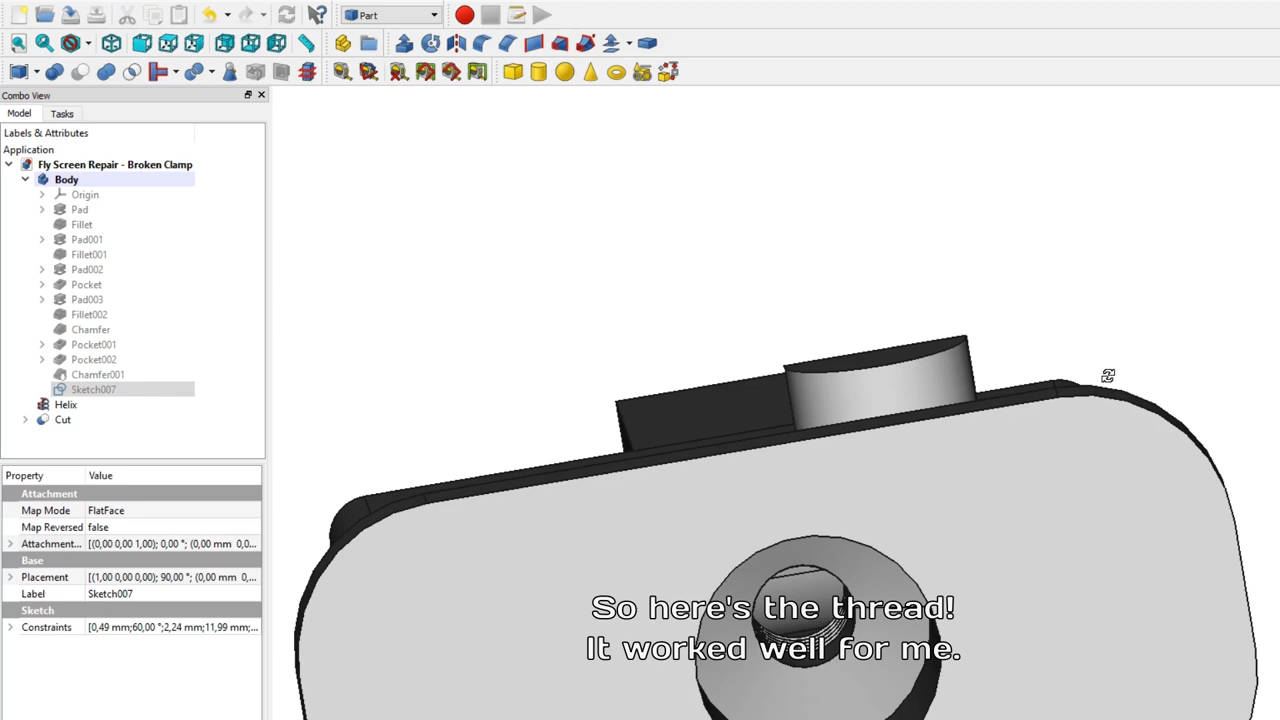 Part
Combo View
Model
Tasks
Labels & Attributes
Application
Fly Screen Repair - Broken Clamp
Body
Origin
Pad
Fillet
Pad001
Fillet001
Pad002
Pocket
Pad003
Fillet002
Chamfer
Pocket001
Pocket002
Chamfer001
Sketch007
Helix
Cut
Property Value
Attachment
Map Mode FlatFace
Map Reversed false
Attachment... [(0,00 0,00 1,00); 0,00 °; (0,00 mm 0,0...
Base
Placement [(1,00 0,00 0,00); 90,00 °; (0,00 mm 0,...
Label Sketch007
Sketch
Constraints [0,49 mm;60,00 °;2,24 mm;11,99 mm;...
So here's the thread!
It worked well for me.